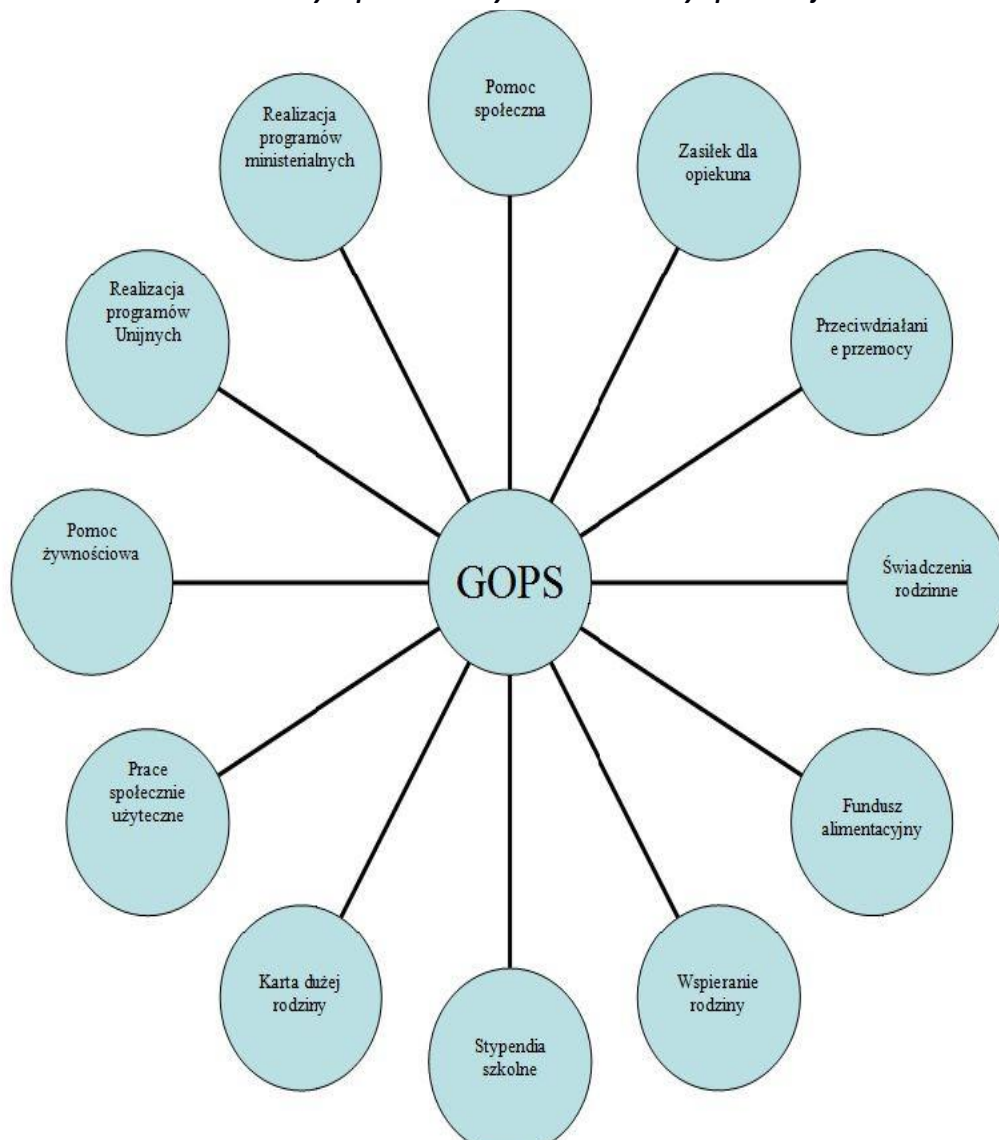 Pomoc
społeczna
Zasiłek dla
opiekuna
Przeciwdziałani
e przemocy
Świadczenia
rodzinne
Fundusz
alimentacyjny
Wspieranie
rodziny
Stypendia
szkolne
Karta dużej
rodziny
Prace
społecznie
użyteczne
Pomoc
żywnościowa
Realizacja
programów
Unijnych
Realizacja
programów
ministerialnych
GOPS